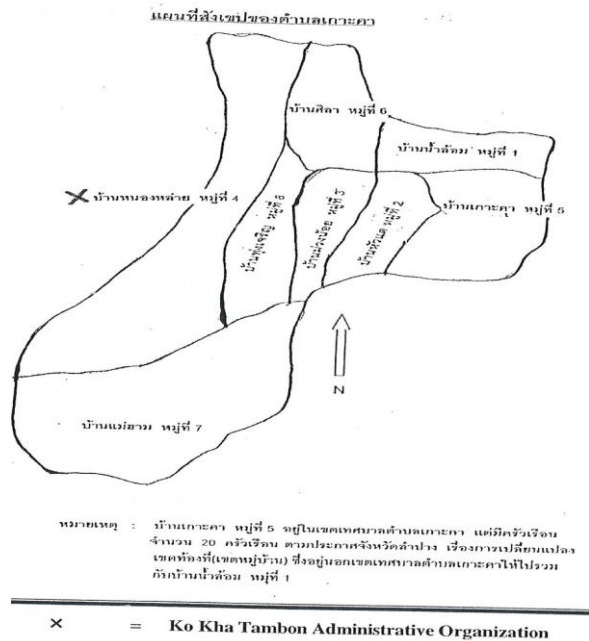 แผนที่สังเขปของตำบลเกาะคา
บ้านศิลา หมู่ที่ 6
บ้านน้ำล้อม หมู่ที่ 1
บ้านหนองหล่าย หมู่ที่ 4
บ้านทุ่งเจริญ หมู่ที่ 8
บ้านม่วงน้อย หมู่ที่ 3
บ้านหัวแต หมู่ที่ 2
บ้านเกาะคา หมู่ที่ 5
N
บ้านแม่ฮาม หมู่ที่ 7
หมายเหตุ : บ้านเกาะคา หมู่ที่ 5 อยู่ในเขตเทศบาลตำบลเกาะคา แต่มีครัวเรือน
จำนวน 20 ครัวเรือน ตามประกาศจังหวัดลำปาง เรื่องการเปลี่ยนแปลง
เขตท้องที่(เขตหมู่บ้าน) ซึ่งอยู่นอกเขตเทศบาลตำบลเกาะคาให้ไปรวม
กับบ้านน้ำล้อม หมู่ที่ 1
× = Ko Kha Tambon Administrative Organization